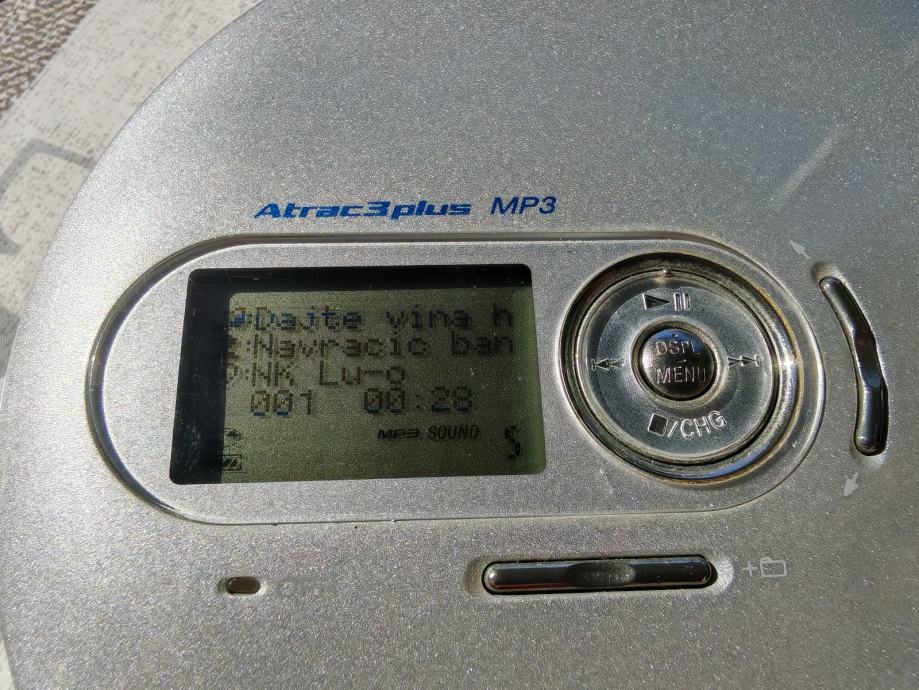 Atrac3plus MP3
Dajte vina h
Navracic ban
NK Lu-o
001 00:28
MP3 SOUND
DSPL
MENU
/CHG